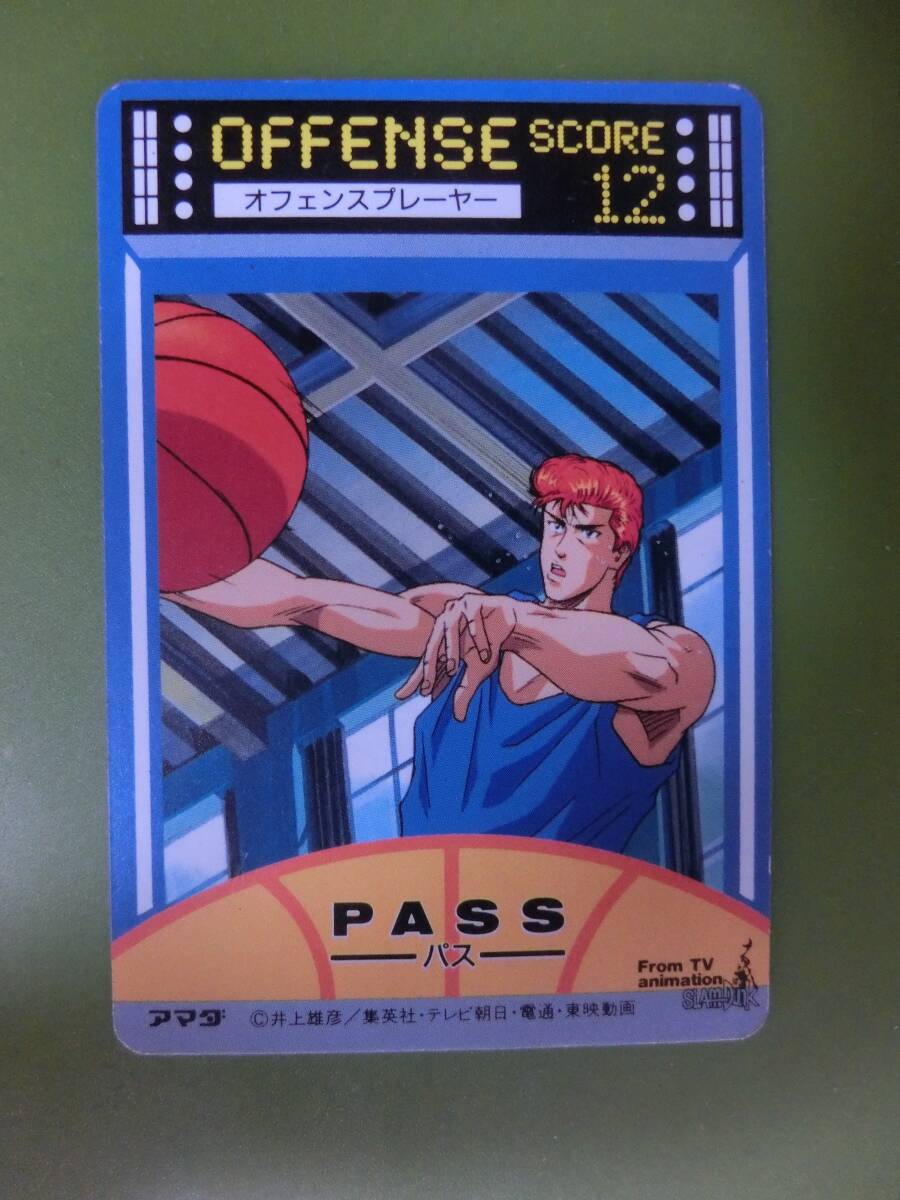 OFFENSE SCORE
オフェンスプレーヤー 12
PASS
パス
From TV
animation
SLAM DUNK
アマダ ©井上雄彦／集英社・テレビ朝日・電通・東映動画